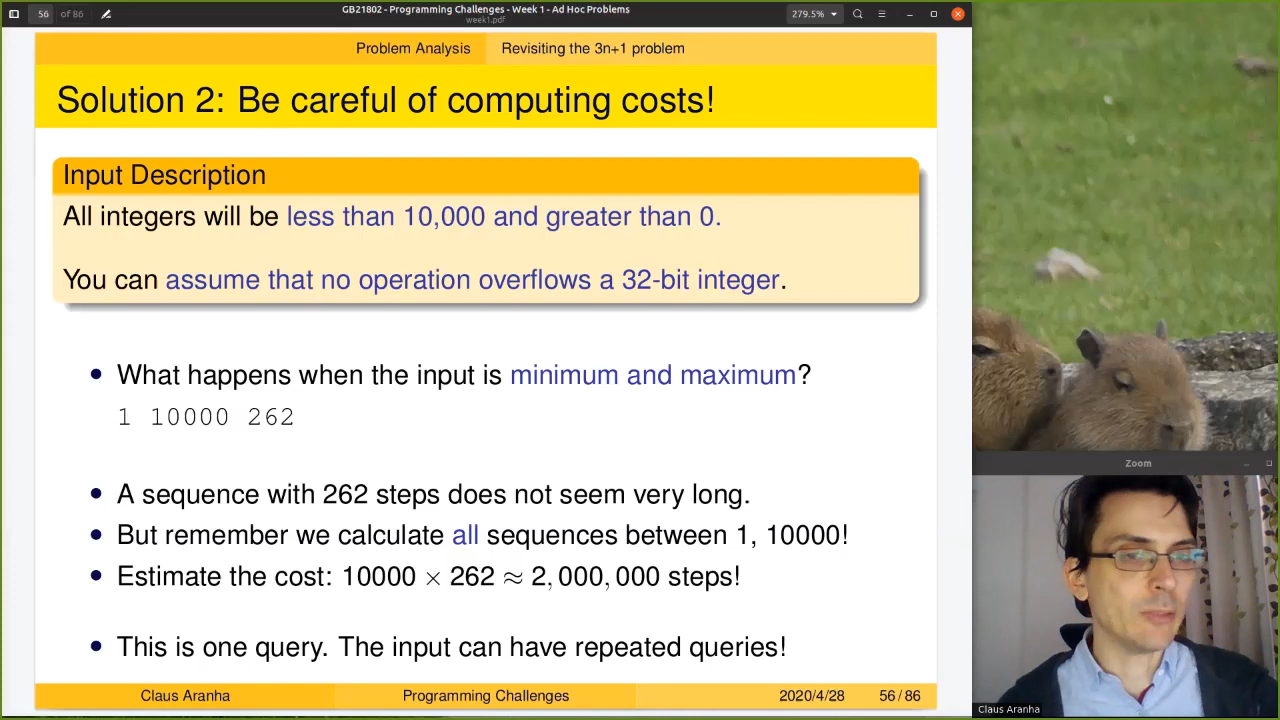 56 of 86
GB21802 - Programming Challenges - Week 1 - Ad Hoc Problems
week1.pdf
279.5%
Problem Analysis Revisiting the 3n+1 problem
Solution 2: Be careful of computing costs!
Input Description
All integers will be less than 10,000 and greater than 0.
You can assume that no operation overflows a 32-bit integer.
• What happens when the input is minimum and maximum?
1 10000 262
• A sequence with 262 steps does not seem very long.
• But remember we calculate all sequences between 1, 10000!
• Estimate the cost: 10000 × 262 ≈ 2,000,000 steps!
• This is one query. The input can have repeated queries!
Claus Aranha Programming Challenges 2020/4/28 56 / 86
Zoom
Claus Aranha